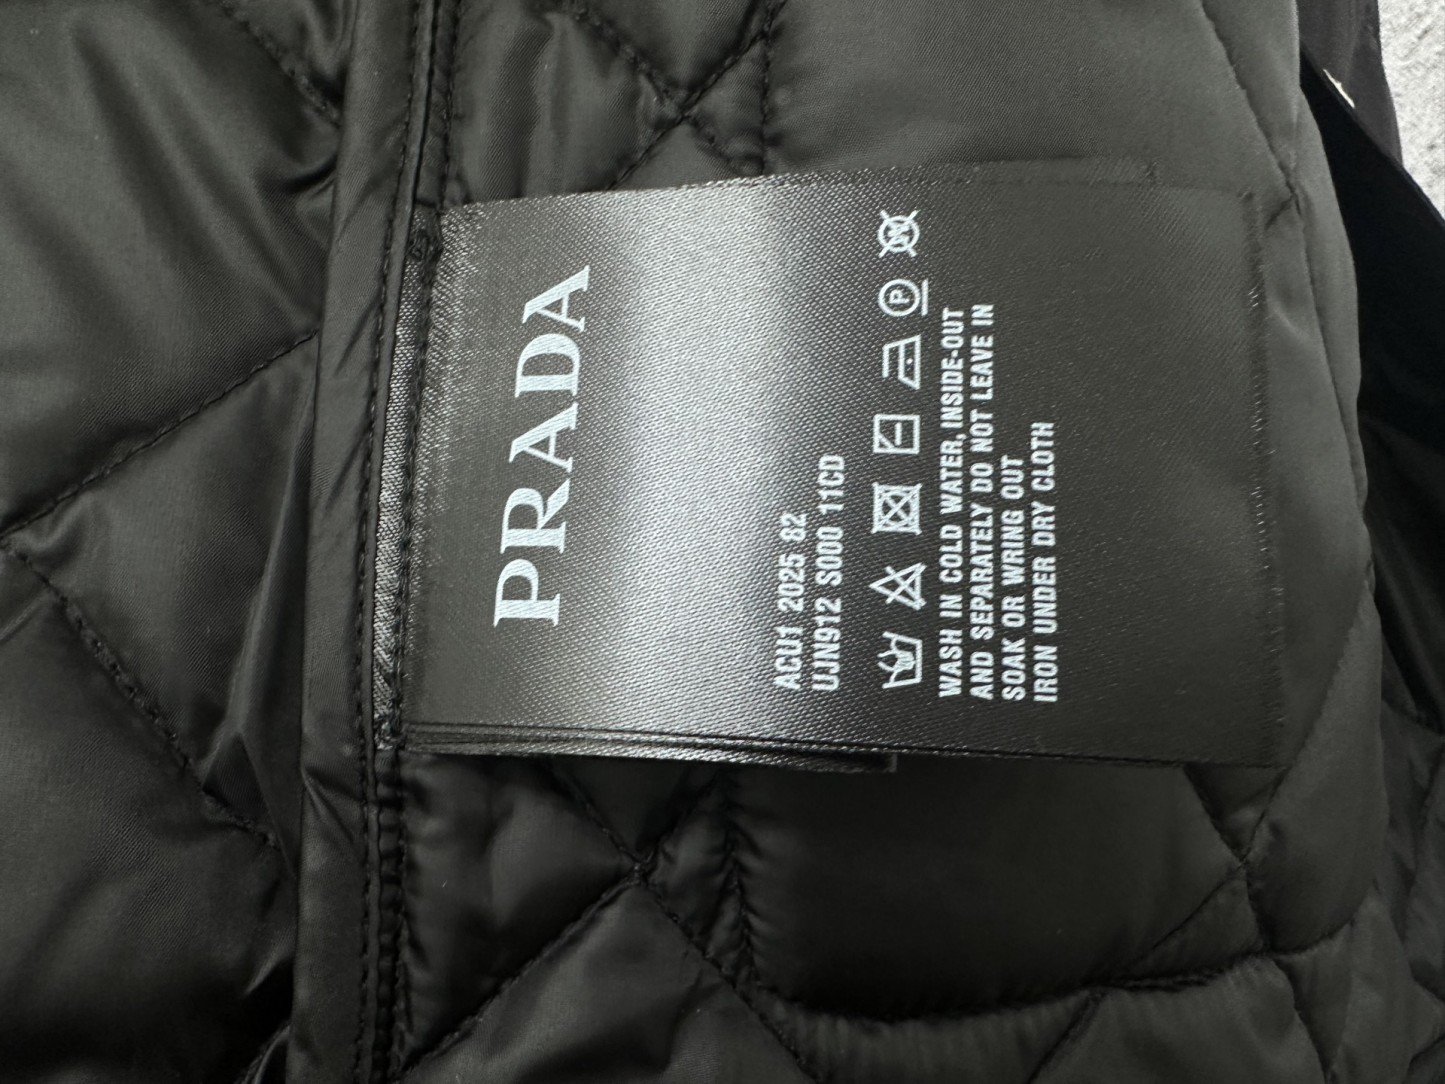 PRADA
ACU1 2025 82
UJN912 S000 11CD
P
WASH IN COLD WATER, INSIDE-OUT
AND SEPARATELY DO NOT LEAVE IN
SOAK OR WRING OUT
IRON UNDER DRY CLOTH